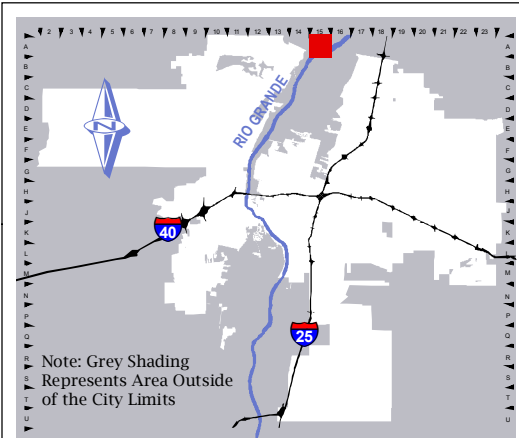 2 3 4 5 6 7 8 9 10 11 12 13 14 15 16 17 18 19 20 21 22 23
A A
B B
C C
D D
E E
F F
G G
H H
J J
K K
L L
M M
N N
P P
Q Q
R R
S S
T T
U U
N
RIO GRANDE
40
25
Note: Grey Shading
Represents Area Outside
of the City Limits